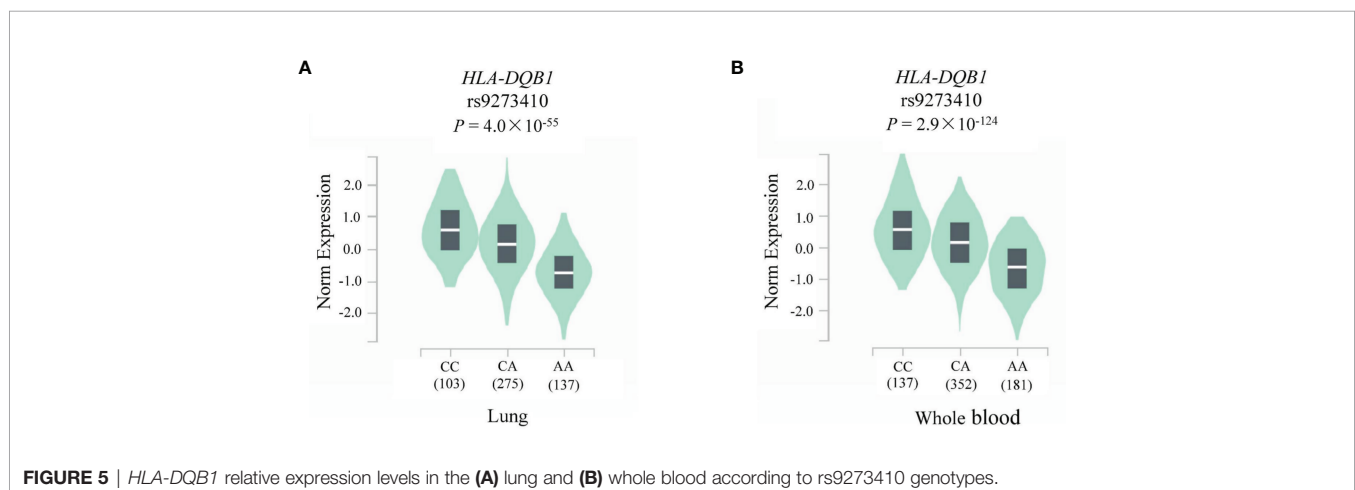 A
HLA-DQB1
rs9273410
P = 4.0×10-55
Norm Expression
2.0
1.0
0.0
-1.0
-2.0
CC CA AA
(103) (275) (137)
Lung
B
HLA-DQB1
rs9273410
P = 2.9×10-124
Norm Expression
2.0
1.0
0.0
-1.0
-2.0
CC CA AA
(137) (352) (181)
Whole blood
FIGURE 5 | HLA-DQB1 relative expression levels in the (A) lung and (B) whole blood according to rs9273410 genotypes.